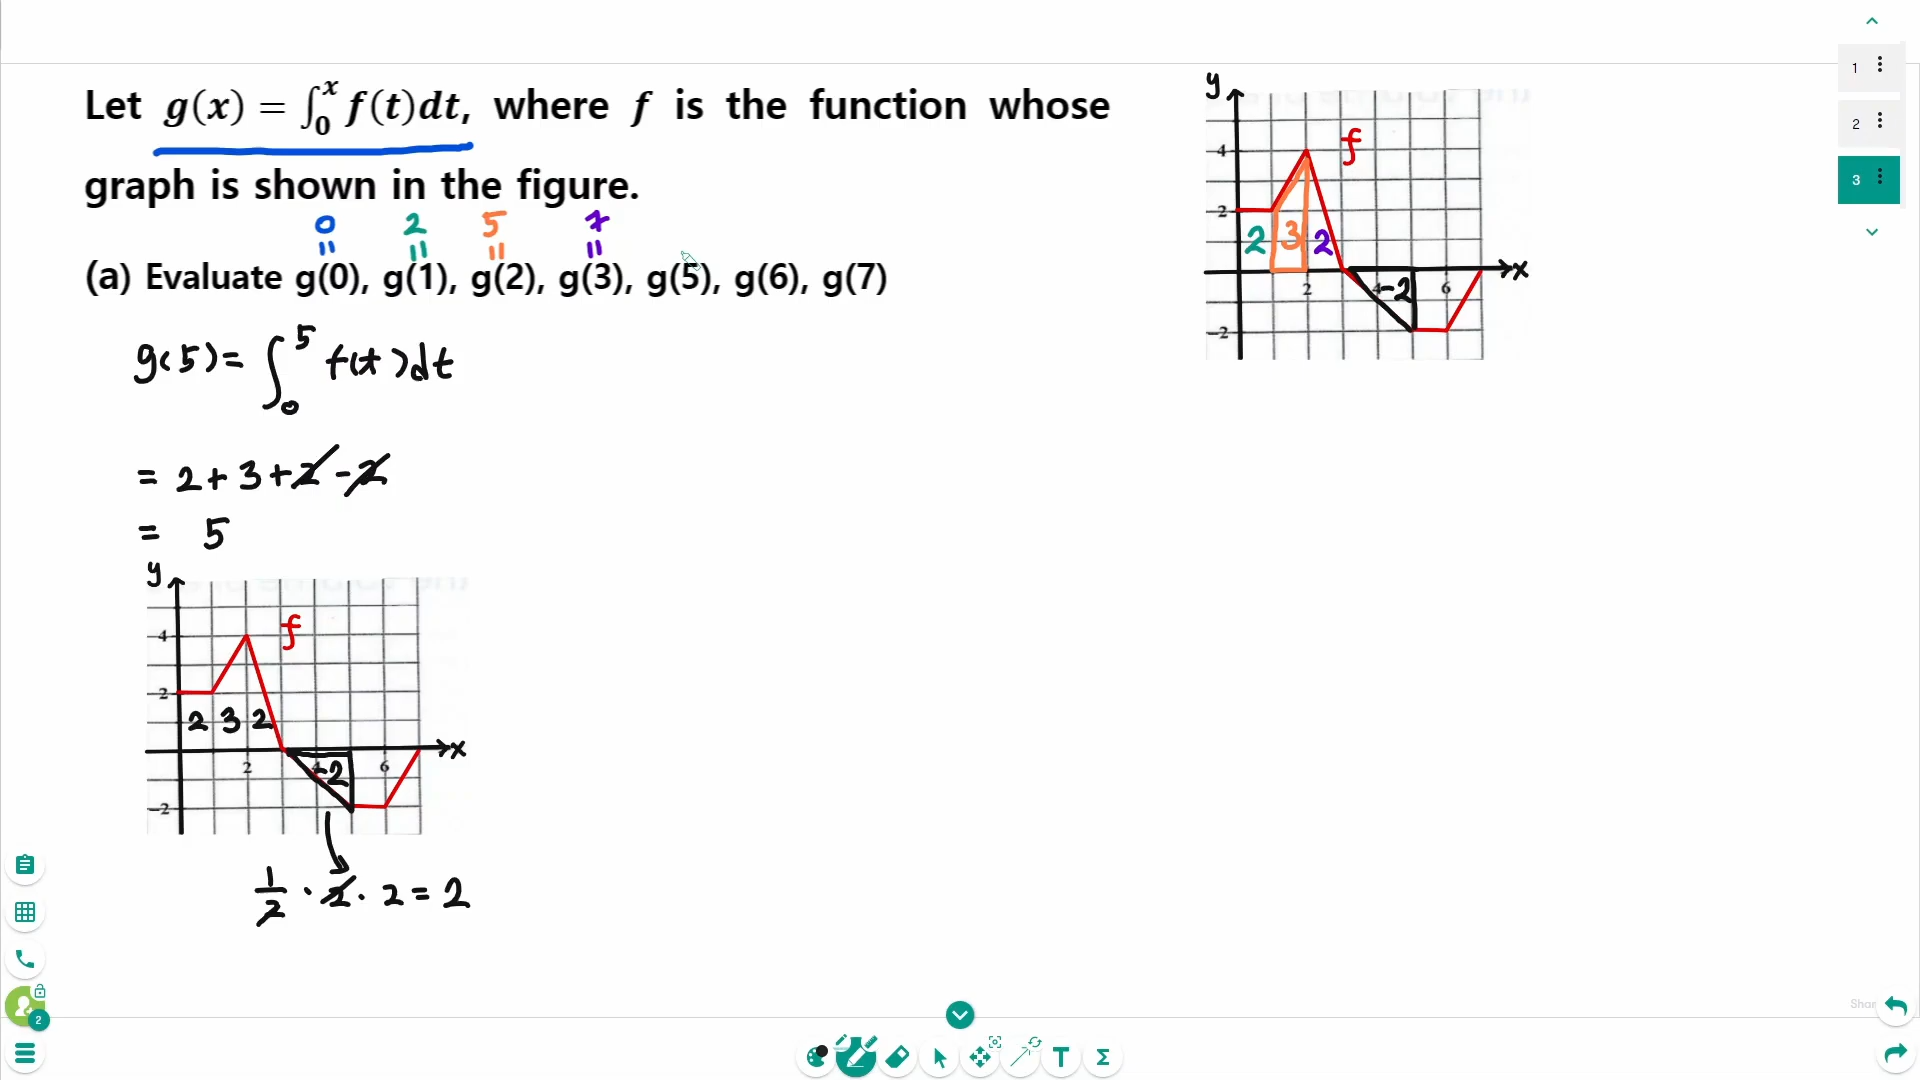 Let g(x) = ∫₀ˣ f(t)dt, where f is the function whose
graph is shown in the figure.
0 2 5 7
(a) Evaluate g(0), g(1), g(2), g(3), g(5), g(6), g(7)
g(5) = ∫₀⁵ f(t)dt
= 2 + 3 + 2 - 2
= 5
y
f
4
2
2 3 2
x
2 4 6
-2
-2
1/2 · 2 · 2 = 2
y
f
4
2
2 3 2
x
2 4 6
-2
-2
1
2
3
2
T
Σ